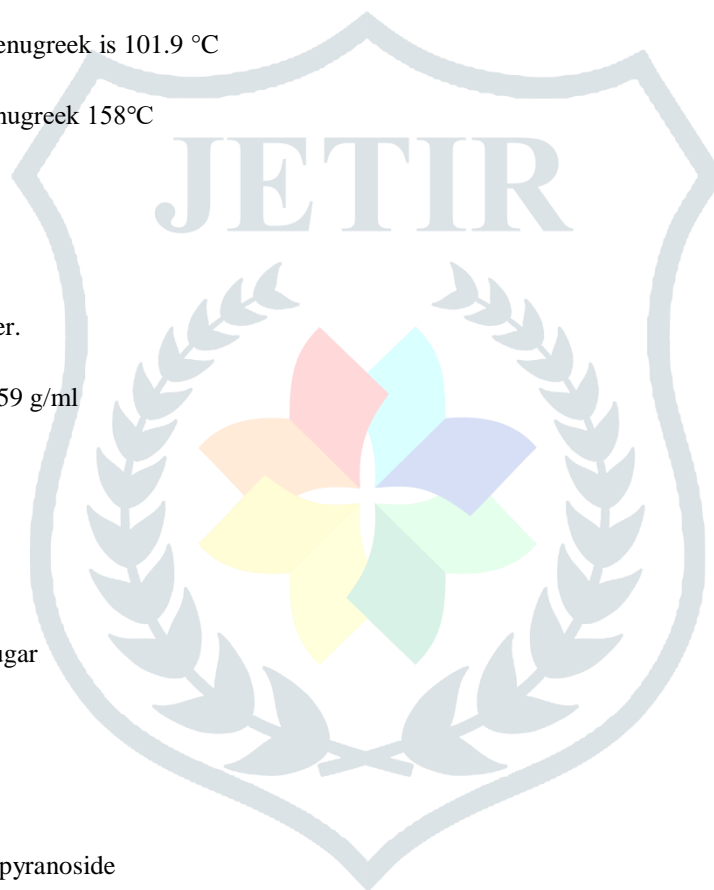 enugreek is 101.9 °C
nugreek 158°C
JETIR
er.
59 g/ml
ugar
pyranoside